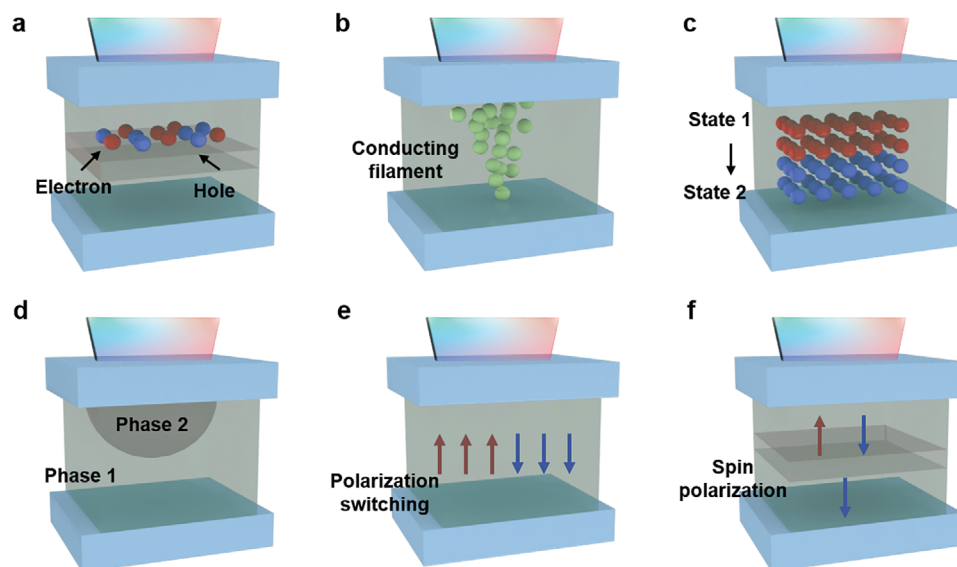 a
b
c
Electron
Hole
Conducting
filament
State 1
State 2
d
e
f
Phase 2
Phase 1
Polarization
switching
Spin
polarization